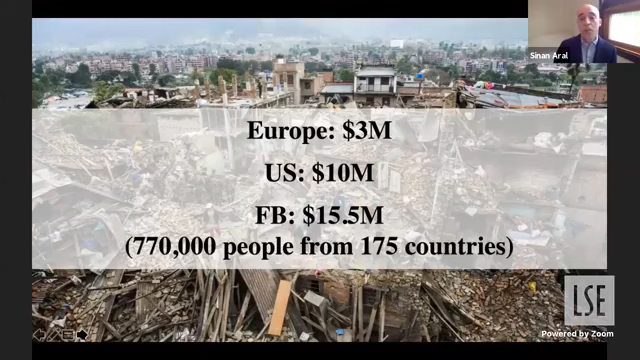 Sinan Aral
Europe: $3M
US: $10M
FB: $15.5M
(770,000 people from 175 countries)
LSE
Powered by Zoom